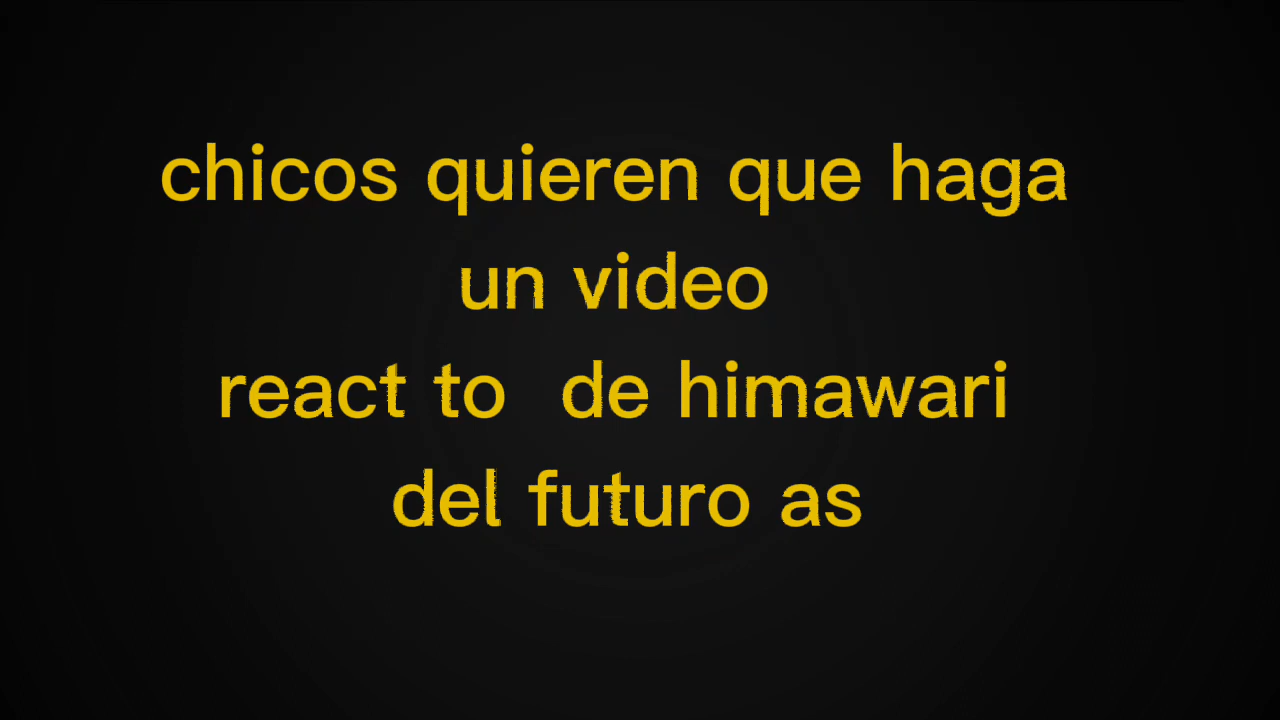 chicos quieren que haga
un video
react to de himawari
del futuro as